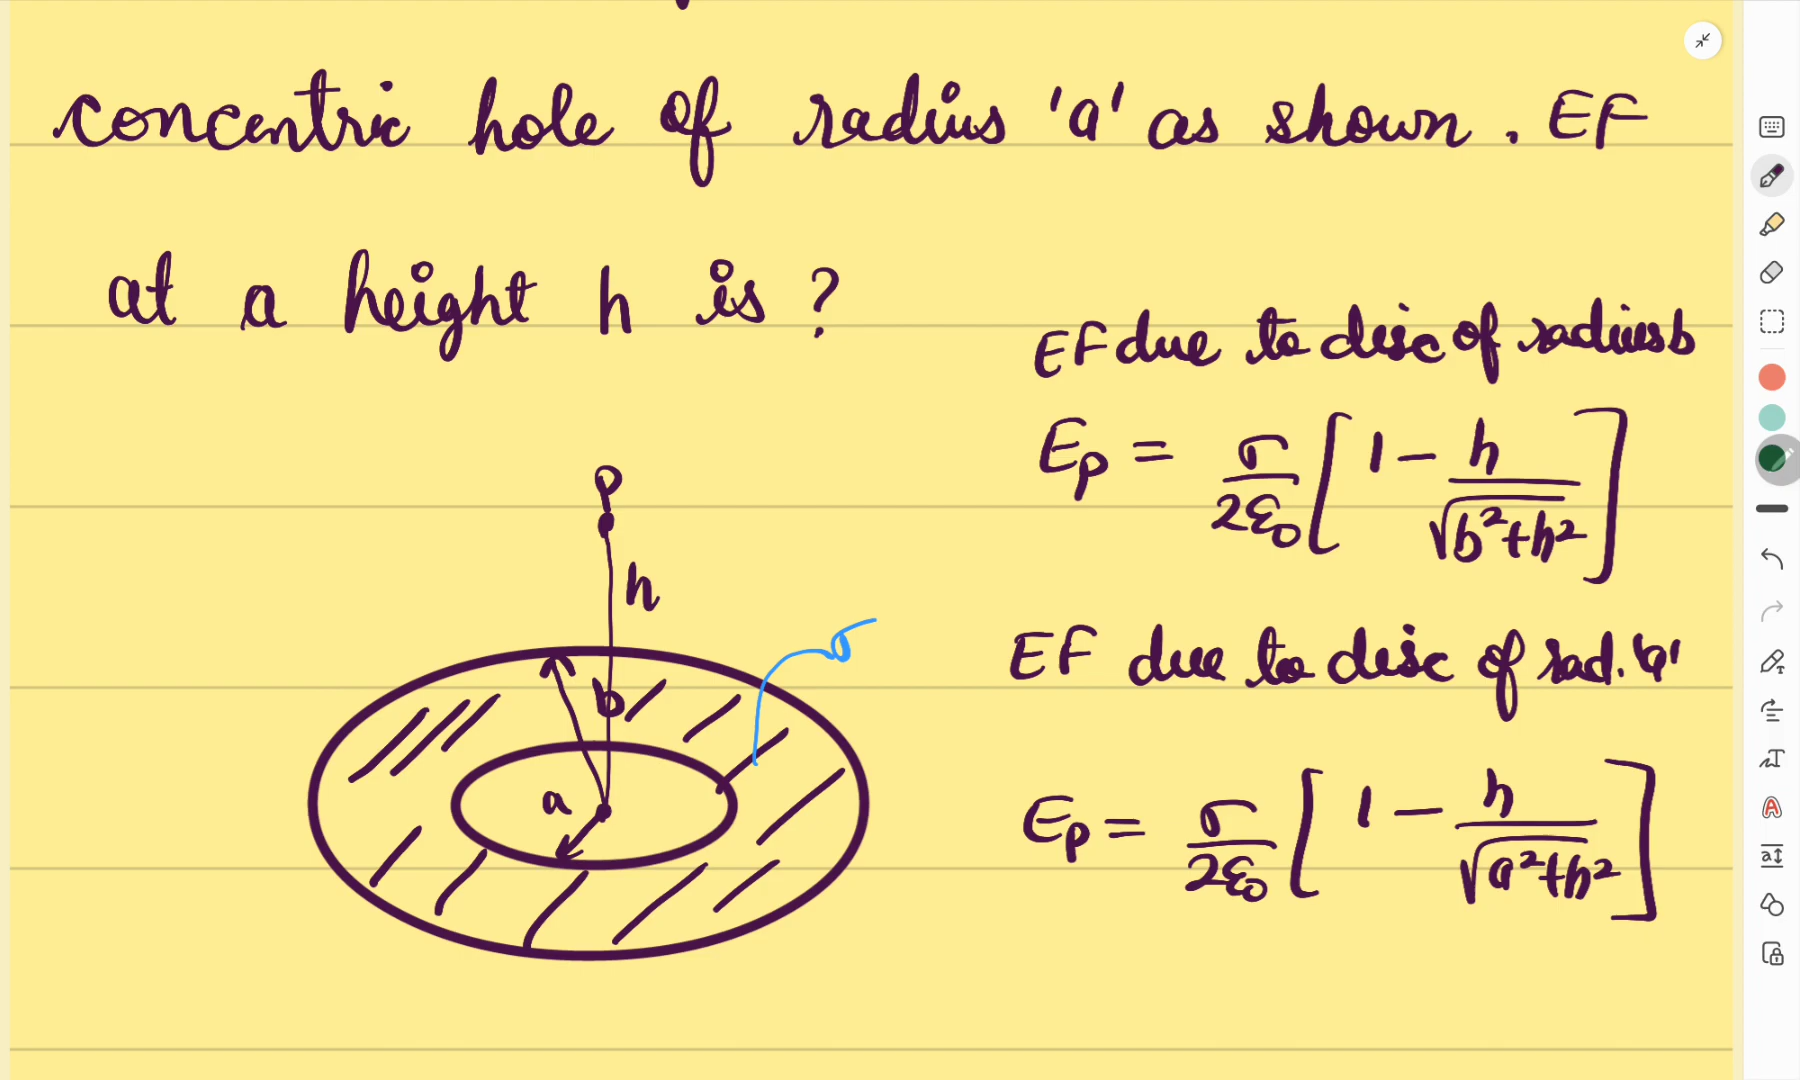 concentric hole of radius 'a' as shown. EF
at a height h is ?
EF due to disc of radius b
Ep = σ/2ε₀ [ 1 - h/√(b²+h²) ]
P
h
σ
b
a
EF due to disc of rad. 'a'
Ep = σ/2ε₀ [ 1 - h/√(a²+h²) ]